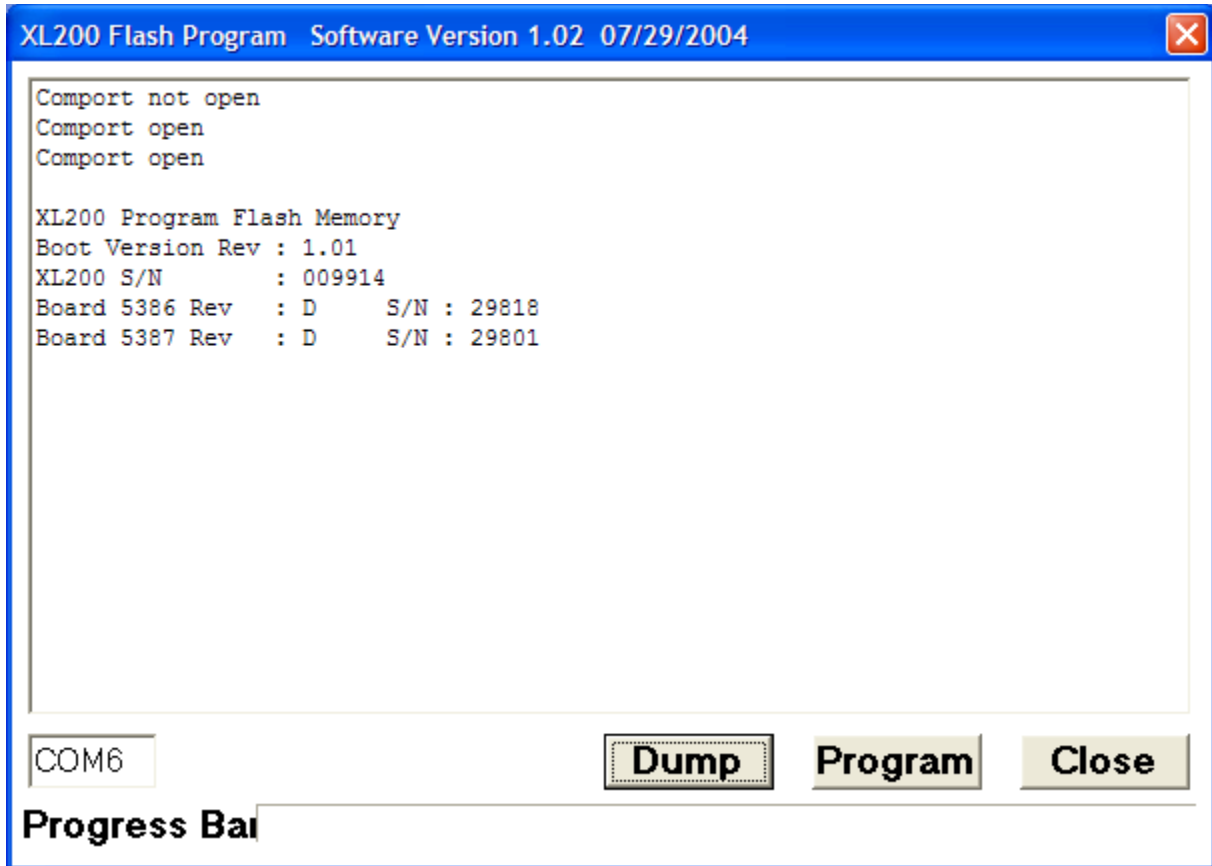 XL200 Flash Program   Software Version 1.02  07/29/2004
Comport not open
Comport open
Comport open
XL200 Program Flash Memory
Boot Version Rev : 1.01
XL200 S/N       : 009914
Board 5386 Rev   : D     S/N : 29818
Board 5387 Rev   : D     S/N : 29801
COM6
Dump
Program
Close
Progress Bar